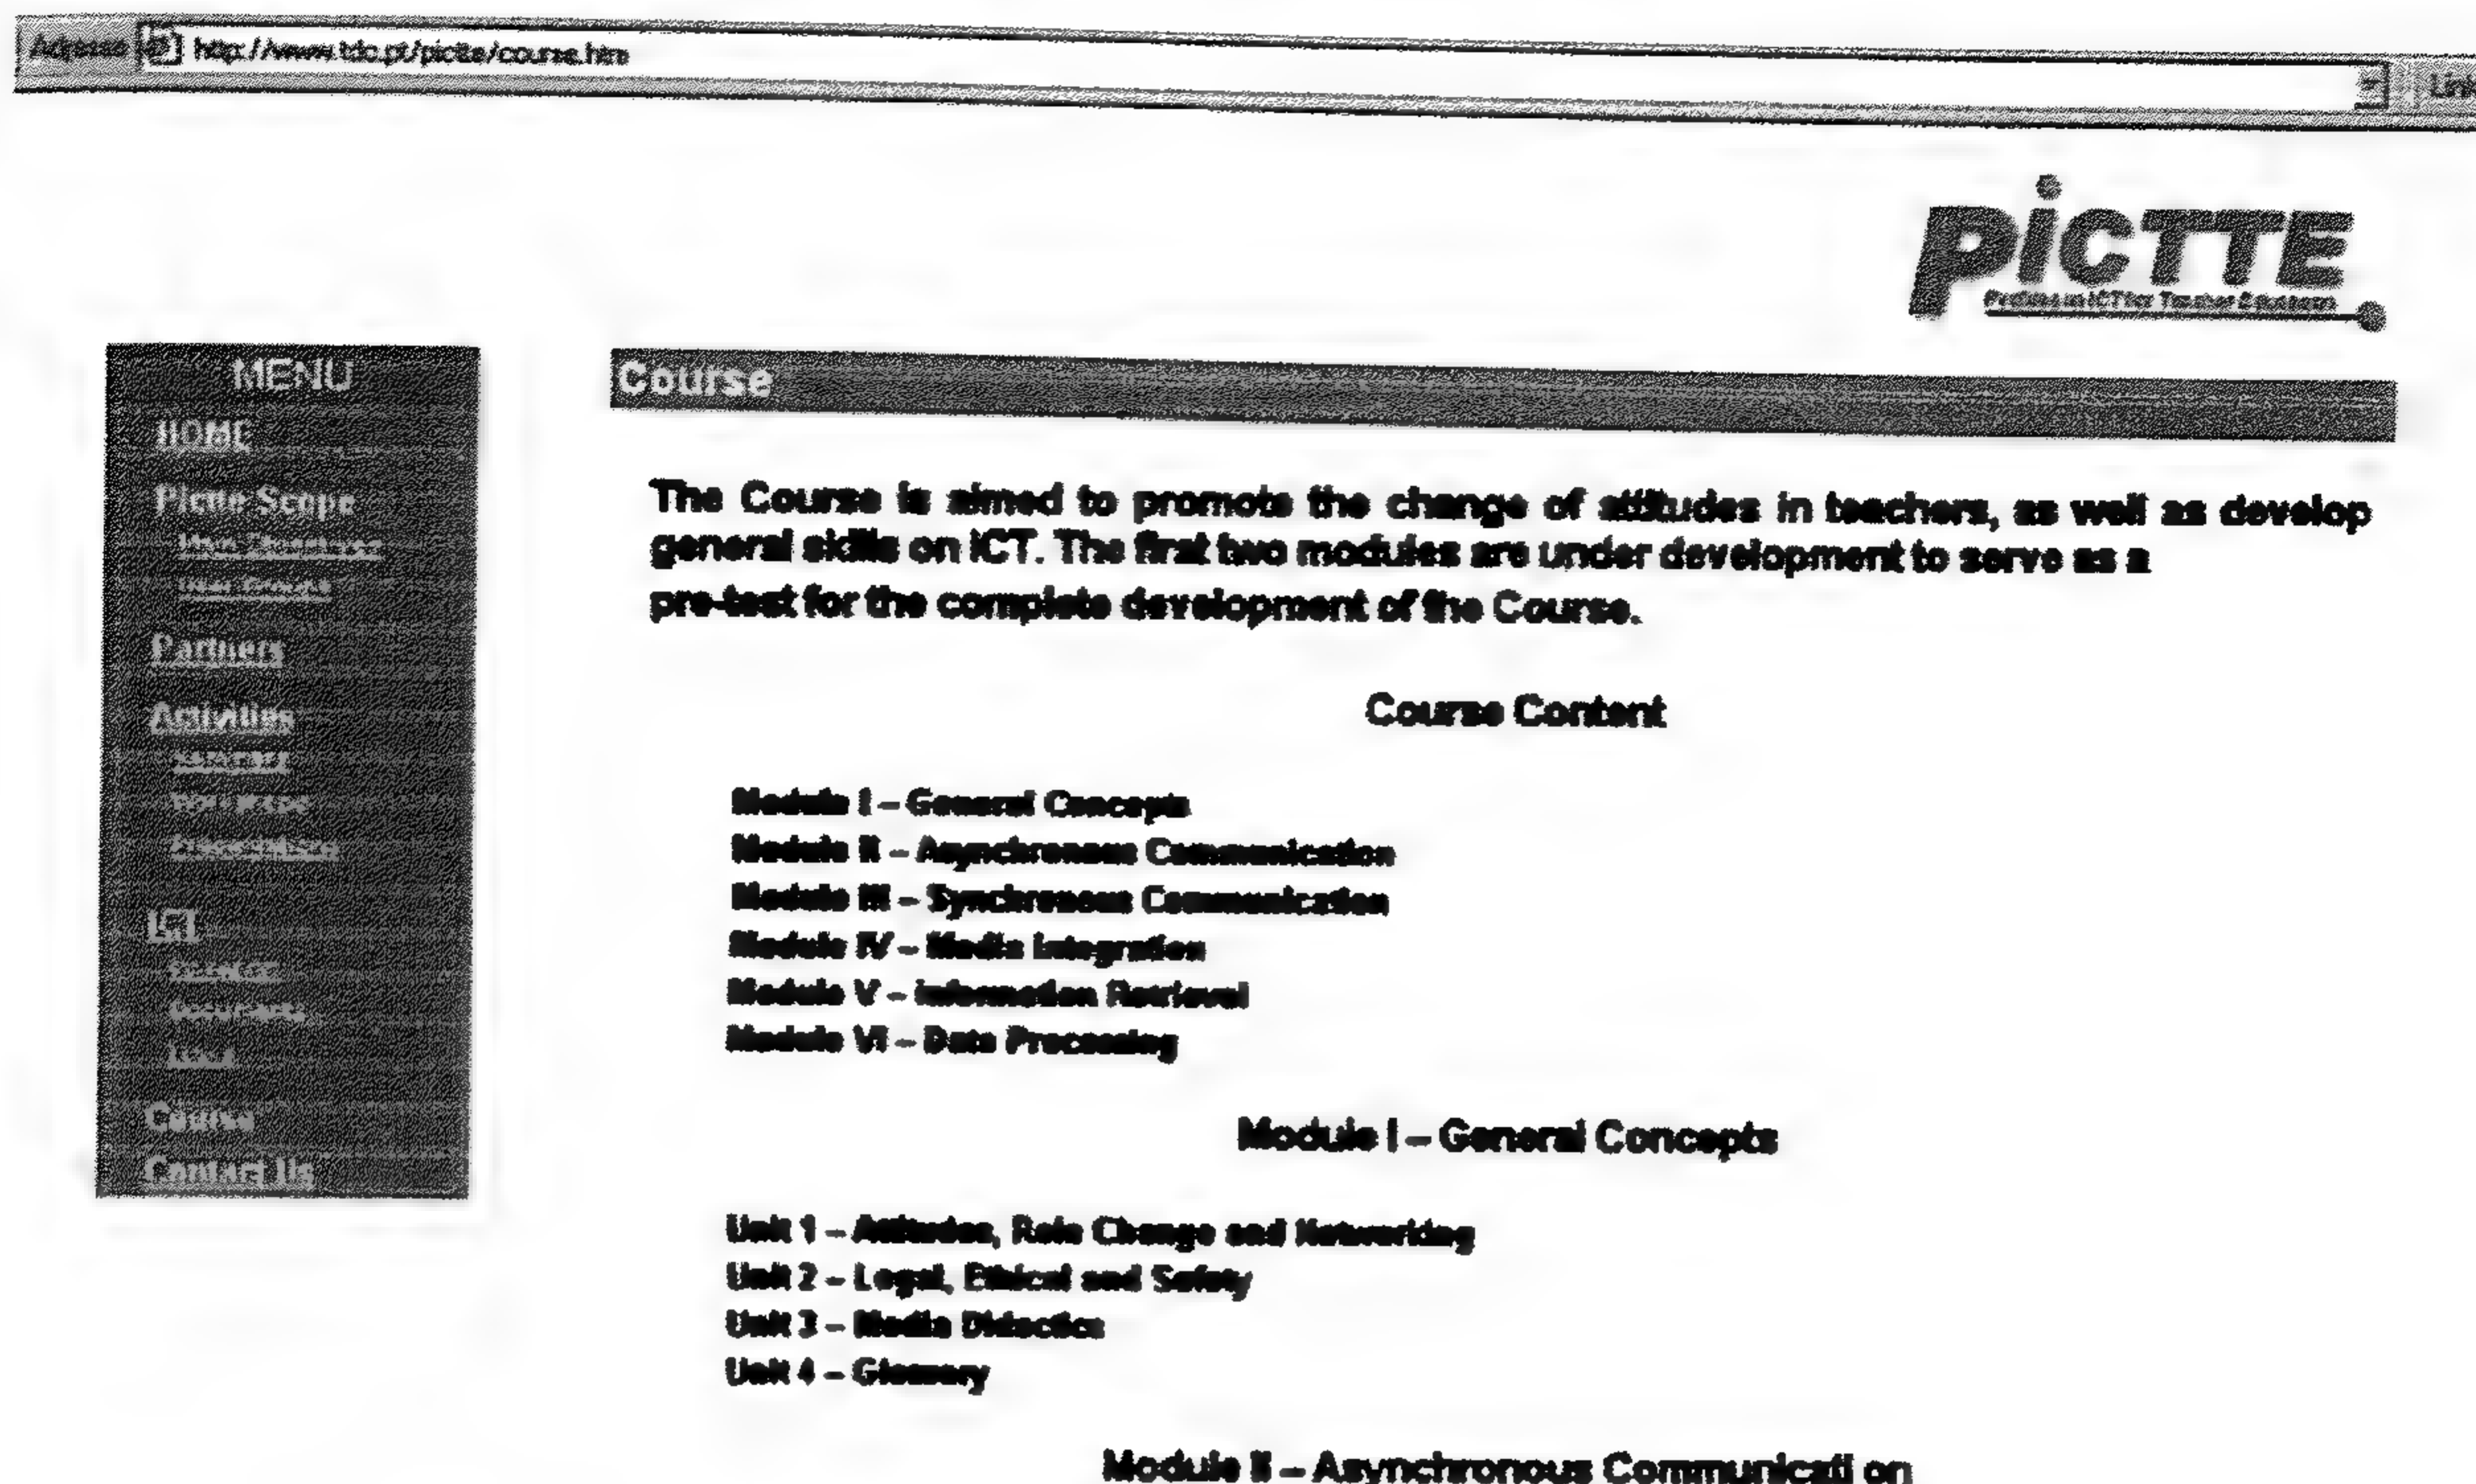 Adresse http://www.tdc.pt/pictte/course.htm
Link
PICTTE
MENU
HOME
Pictte Scope
Partners
Activities
ICT
Documents
Links
Course
Contact Us
Course
The Course is aimed to promote the change of attitudes in teachers, as well as develop
general skills on ICT. The first two modules are under development to serve as a
pre-test for the complete development of the Course.
Course Content
Module I – General Concepts
Module II – Asynchronous Communication
Module III – Synchronous Communication
Module IV – Media Integration
Module V – Information Retrieval
Module VI – Data Processing
Module I – General Concepts
Unit 1 – Attitudes, Role Change and Networking
Unit 2 – Legal, Ethical and Safety
Unit 3 – Media Didactics
Unit 4 – Glossary
Module II – Asynchronous Communicati on